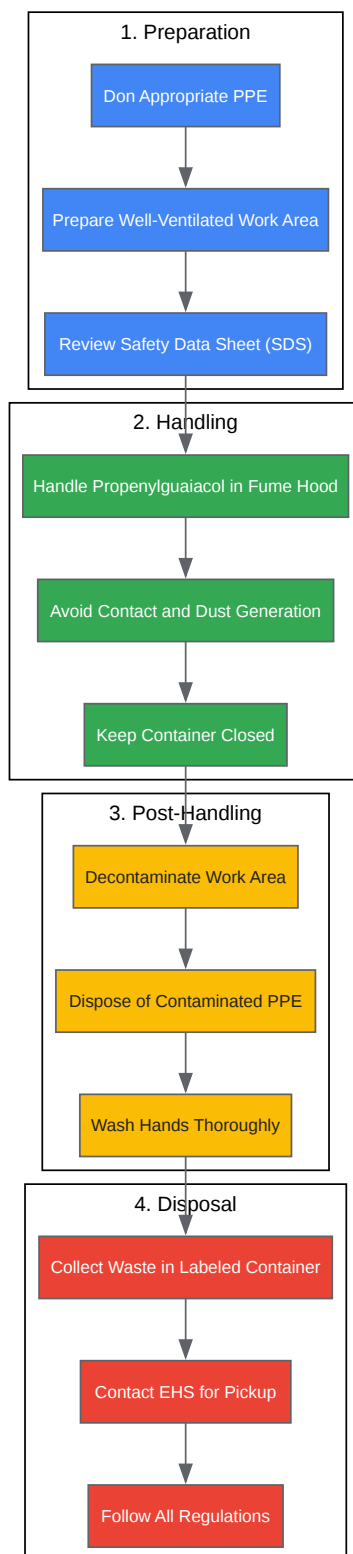 1. Preparation
Don Appropriate PPE
Prepare Well-Ventilated Work Area
Review Safety Data Sheet (SDS)
2. Handling
Handle Propenylguaiacol in Fume Hood
Avoid Contact and Dust Generation
Keep Container Closed
3. Post-Handling
Decontaminate Work Area
Dispose of Contaminated PPE
Wash Hands Thoroughly
4. Disposal
Collect Waste in Labeled Container
Contact EHS for Pickup
Follow All Regulations